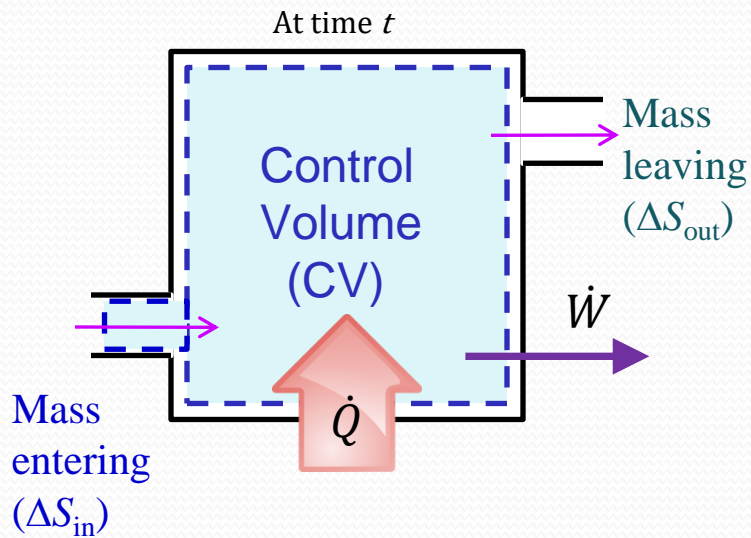 At time t
Mass
leaving
(ΔS_out)
Control
Volume
(CV)
Ẇ
Q̇
Mass
entering
(ΔS_in)